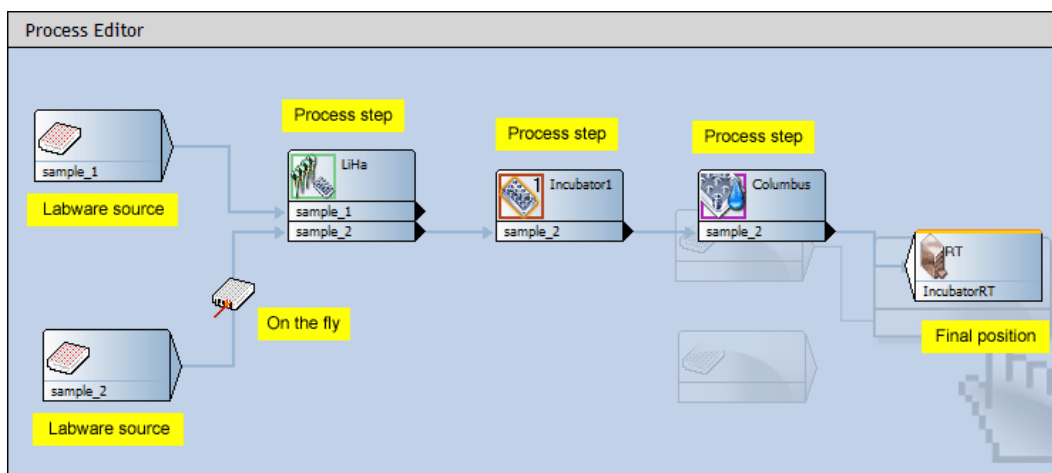 Process Editor
sample_1
Labware source
Process step
LiHa
sample_1
sample_2
Process step
1
Incubator1
sample_2
Process step
Columbus
sample_2
RT
IncubatorRT
Final position
On the fly
sample_2
Labware source